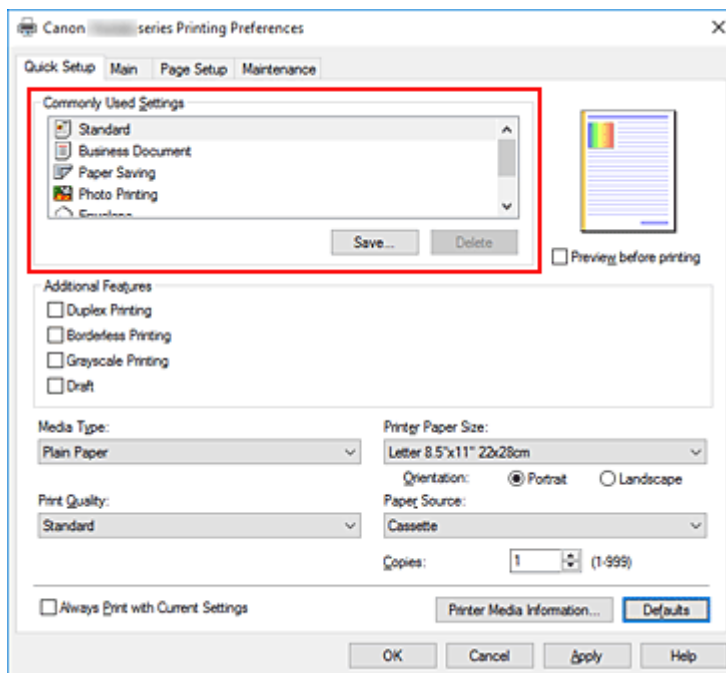 Canon series Printing Preferences
Quick Setup Main Page Setup Maintenance
Commonly Used Settings
Standard
Business Document
Paper Saving
Photo Printing
Envelope
Save... Delete
Preview before printing
Additional Features
Duplex Printing
Borderless Printing
Grayscale Printing
Draft
Media Type:
Plain Paper
Printer Paper Size:
Letter 8.5"x11" 22x28cm
Orientation: Portrait Landscape
Print Quality:
Standard
Paper Source:
Cassette
Copies: 1 (1-999)
Always Print with Current Settings
Printer Media Information... Defaults
OK Cancel Apply Help